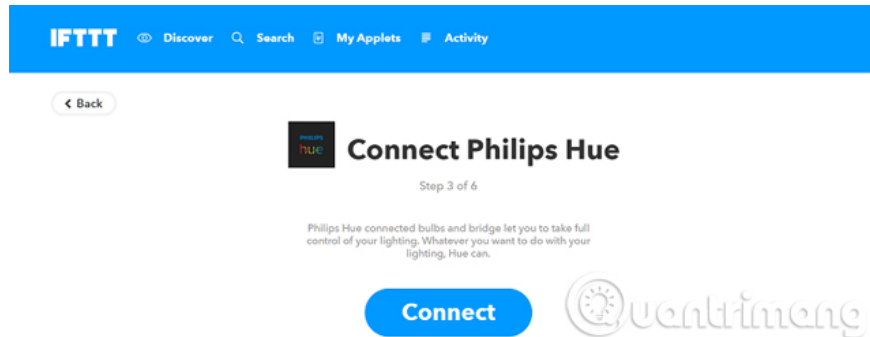 IFTTT Discover Search My Applets Activity
Back
PHILIPS
hue
Connect Philips Hue
Step 3 of 6
Philips Hue connected bulbs and bridge let you to take full
control of your lighting. Whatever you want to do with your
lighting, Hue can.
Connect
Quantrimang